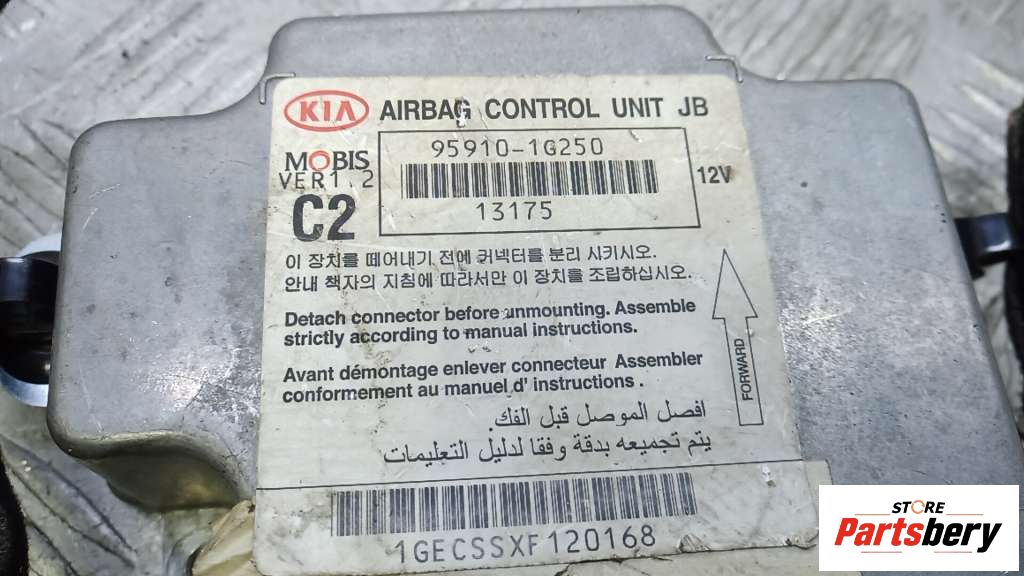 KIA AIRBAG CONTROL UNIT JB
MOBIS
VER1.2
C2
95910-1G250
13175
12V
이 장치를 떼어내기 전에 커넥터를 분리 시키시오.
안내 책자의 지침에 따라서만 이 장치를 조립하십시오.
Detach connector before unmounting. Assemble
strictly according to manual instructions.
Avant démontage enlever connecteur Assembler
conformement au manuel d' instructions .
افصل الموصل قبل الفك.
يتم تجميعه بدقة وفقا لدليل التعليمات
FORWARD
1GECSSXF120168
STORE
Partsbery